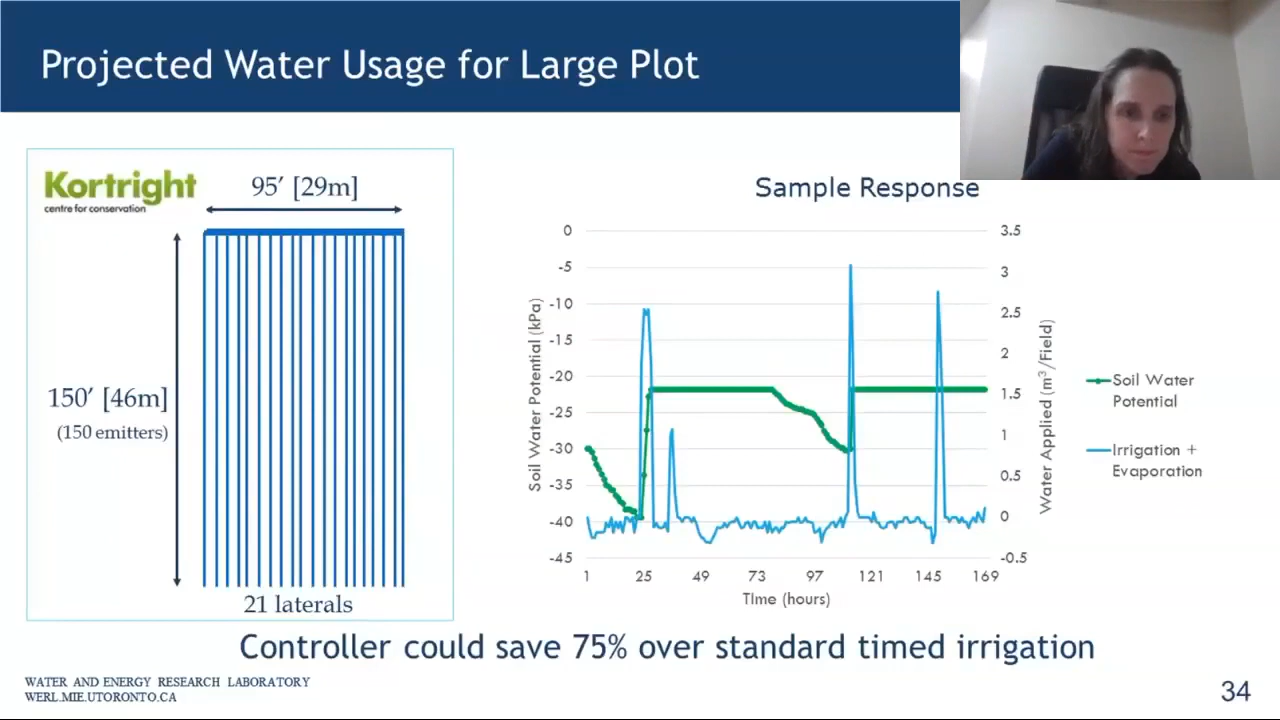 Projected Water Usage for Large Plot
Kortright
centre for conservation
95′ [29m]
150′ [46m]
(150 emitters)
21 laterals
Sample Response
Soil Water Potential (kPa)
0
-5
-10
-15
-20
-25
-30
-35
-40
-45
3.5
3
2.5
2
1.5
1
0.5
0
-0.5
Water Applied (m³/Field)
1 25 49 73 97 121 145 169
Time (hours)
Soil Water
Potential
Irrigation +
Evaporation
Controller could save 75% over standard timed irrigation
WATER AND ENERGY RESEARCH LABORATORY
WERL.MIE.UTORONTO.CA
34